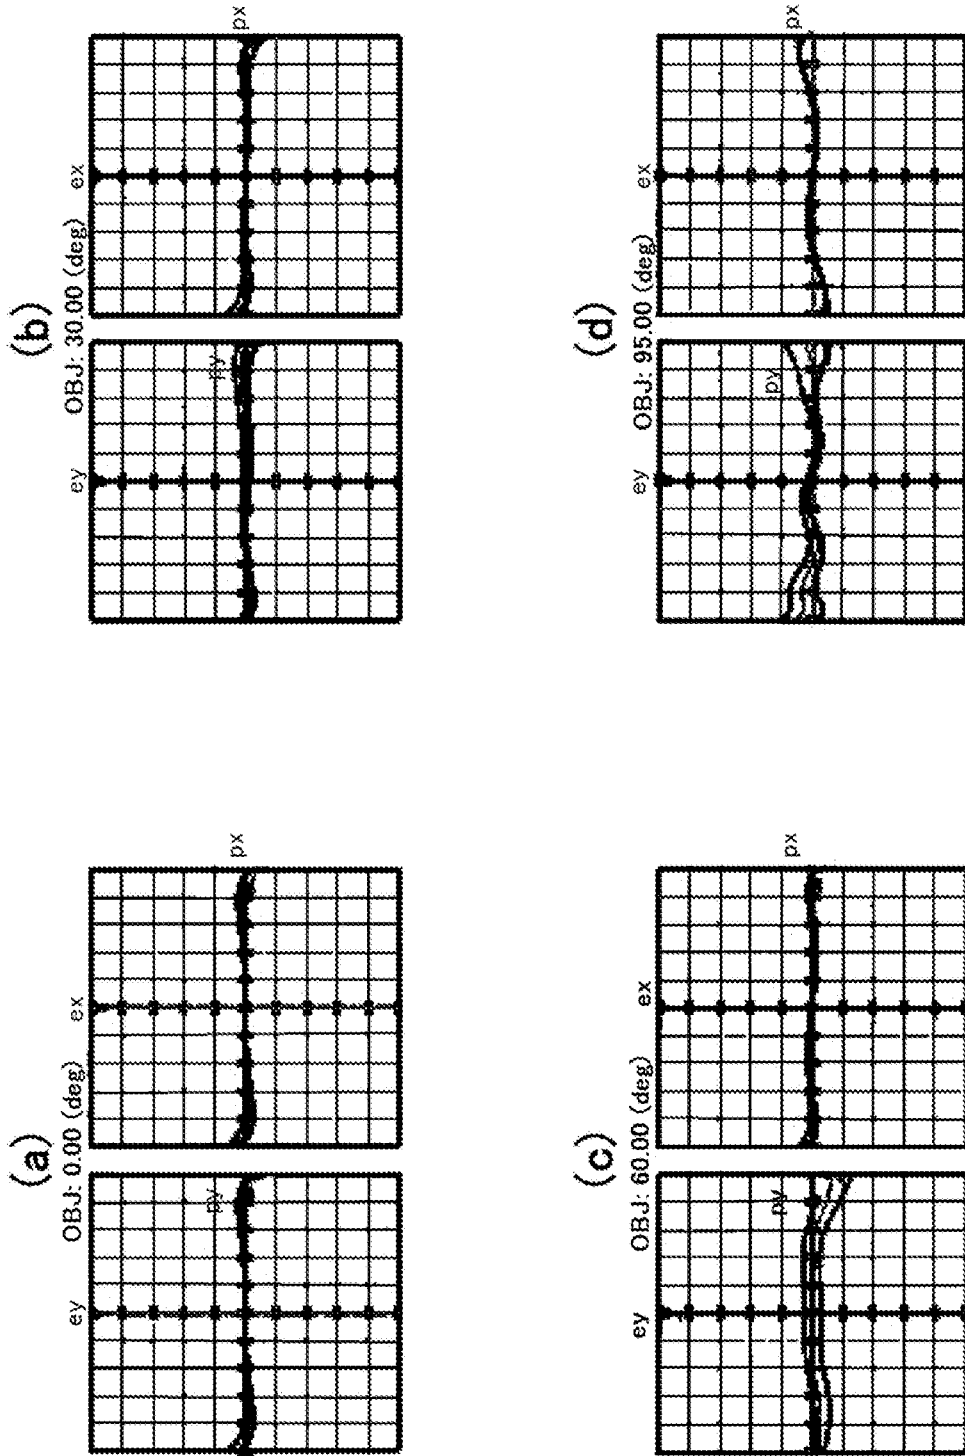 (a)
OBJ: 0.00 (deg)
ey ex
py
px
(b)
OBJ: 30.00 (deg)
ey ex
py
px
(c)
OBJ: 60.00 (deg)
ey ex
py
px
(d)
OBJ: 95.00 (deg)
ey ex
py
px